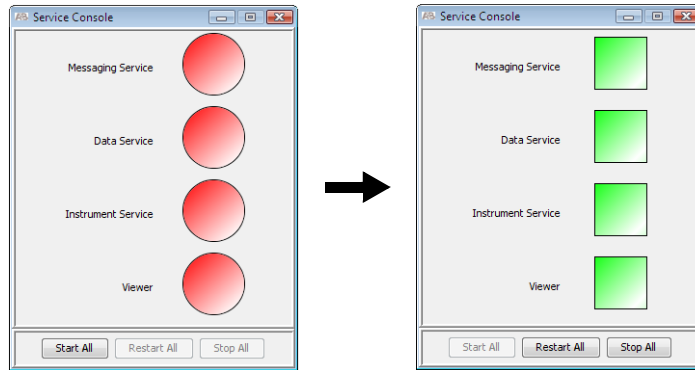 Service Console
Messaging Service
Data Service
Instrument Service
Viewer
Start All Restart All Stop All
Service Console
Messaging Service
Data Service
Instrument Service
Viewer
Start All Restart All Stop All